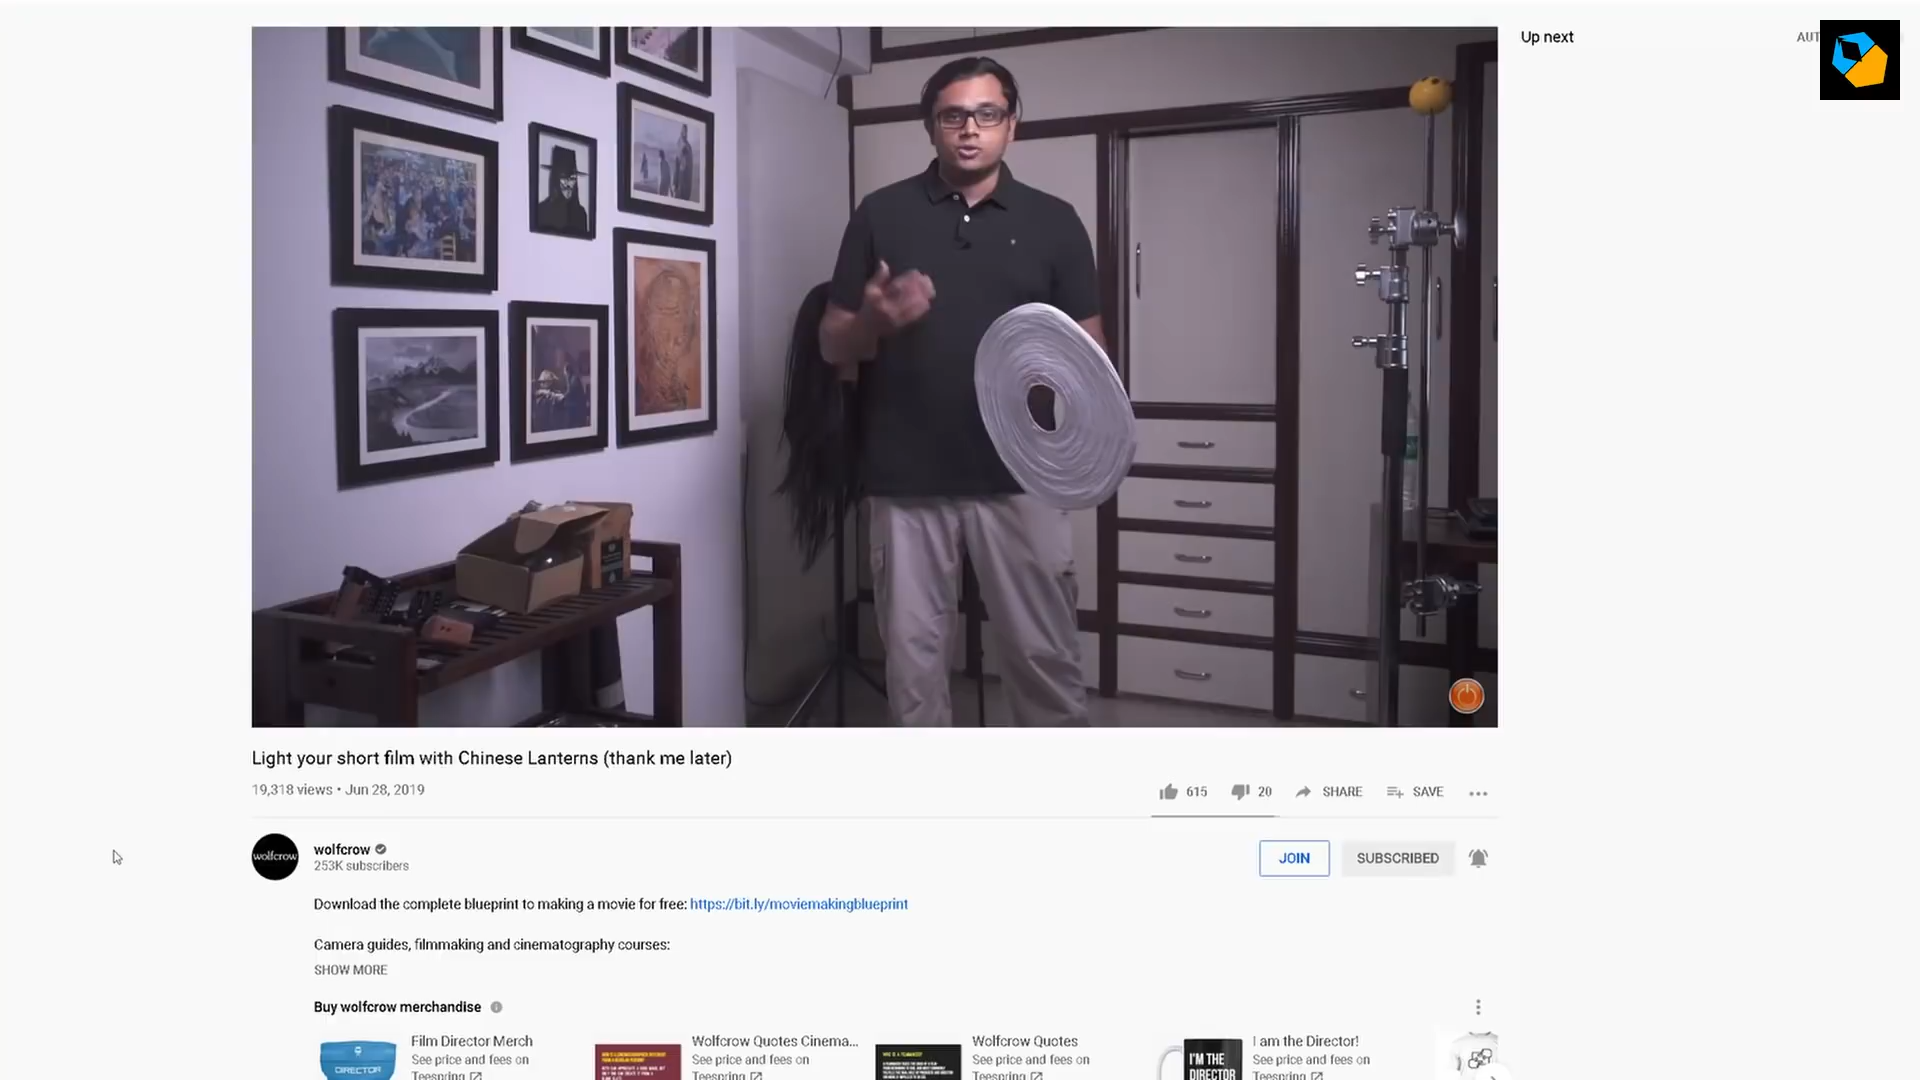 Up next
AUT
Light your short film with Chinese Lanterns (thank me later)
19,318 views • Jun 28, 2019
615
20
SHARE
SAVE
wolfcrow
wolfcrow
253K subscribers
JOIN
SUBSCRIBED
Download the complete blueprint to making a movie for free: https://bit.ly/moviemakingblueprint
Camera guides, filmmaking and cinematography courses:
SHOW MORE
Buy wolfcrow merchandise
DIRECTOR
Film Director Merch
See price and fees on
Teespring
Wolfcrow Quotes Cinema...
See price and fees on
Teespring
Wolfcrow Quotes
See price and fees on
Teespring
I'M THE
DIRECTOR
I am the Director!
See price and fees on
Teespring